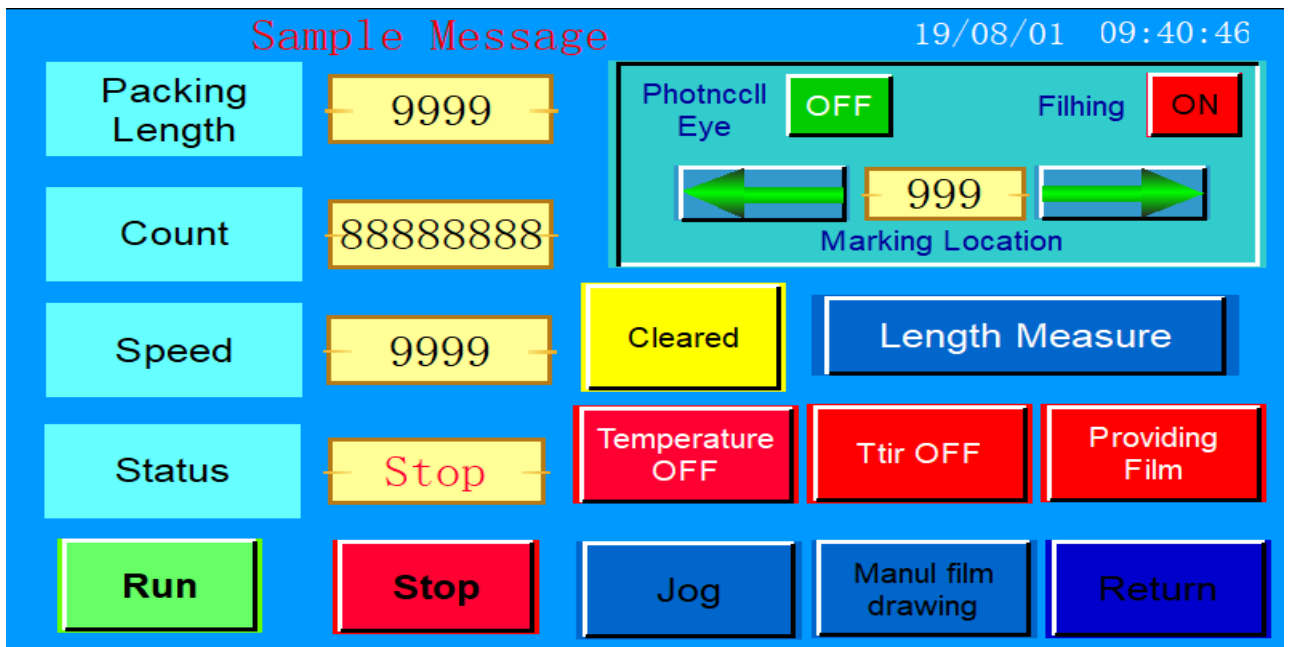 Sample Message
19/08/01 09:40:46
Packing
Length
9999
Photnccll
Eye
OFF
Filhing
ON
999
Marking Location
Count
88888888
Speed
9999
Cleared
Length Measure
Status
Stop
Temperature
OFF
Ttir OFF
Providing
Film
Run
Stop
Jog
Manul film
drawing
Return